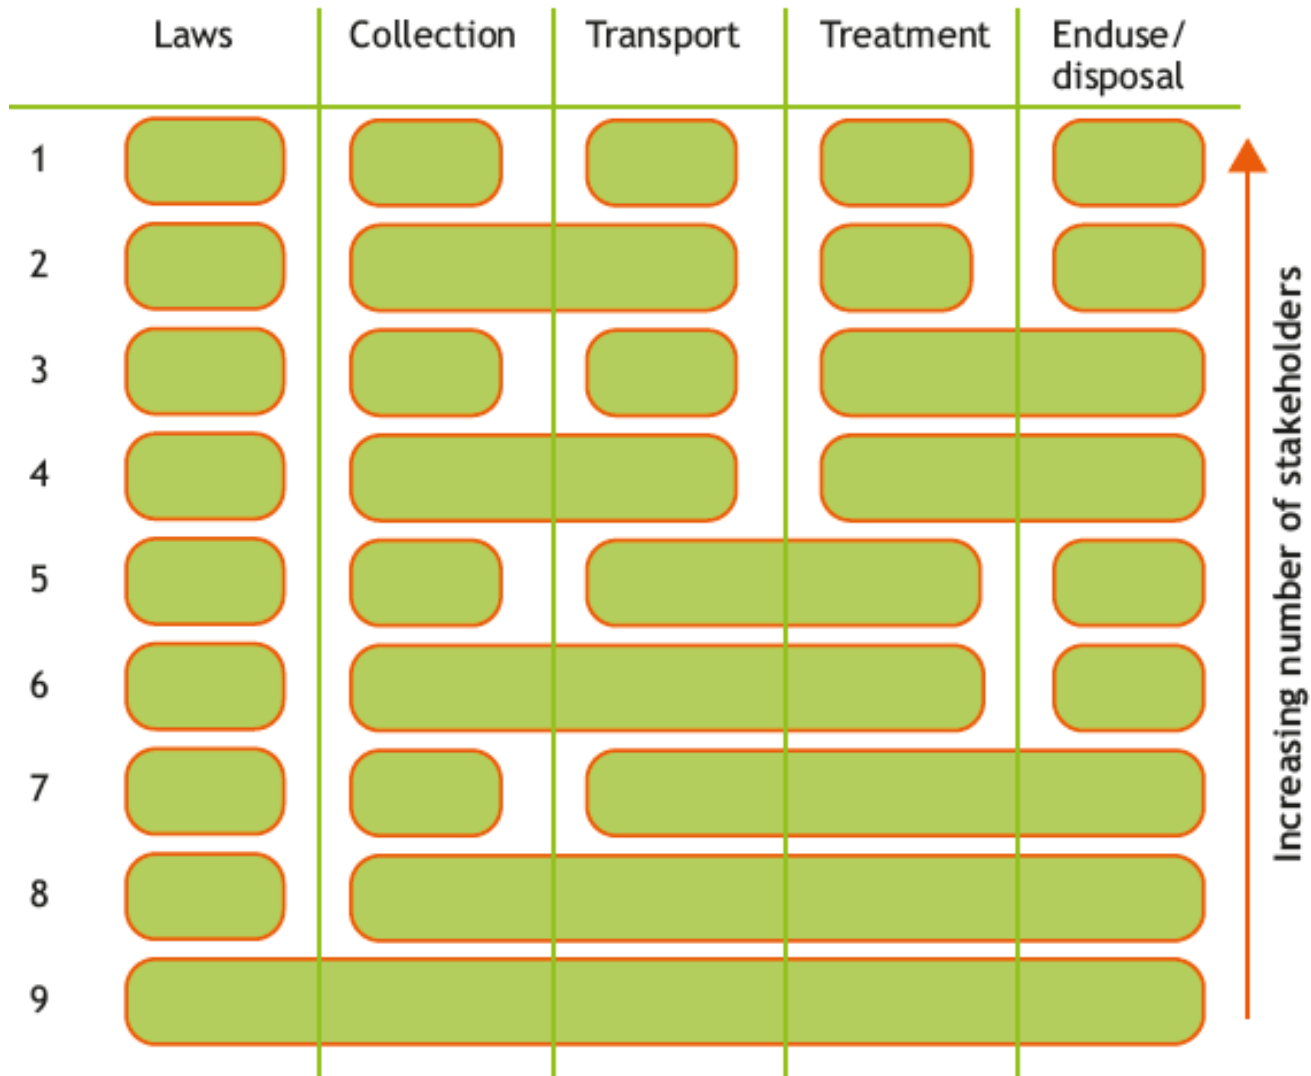 Laws
Collection
Transport
Treatment
Enduse/
disposal
1
2
3
4
5
6
7
8
9
Increasing number of stakeholders